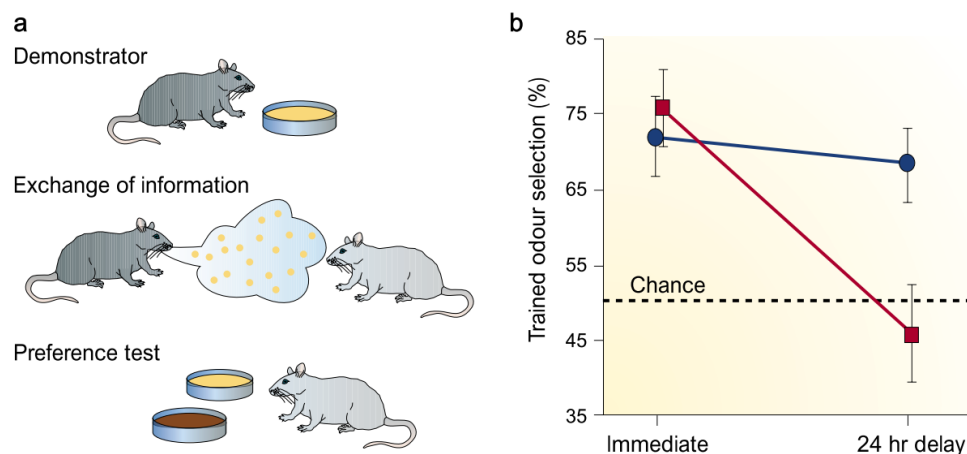 a
Demonstrator
Exchange of information
Preference test
b
85
75
65
55
45
35
Trained odour selection (%)
Chance
Immediate
24 hr delay